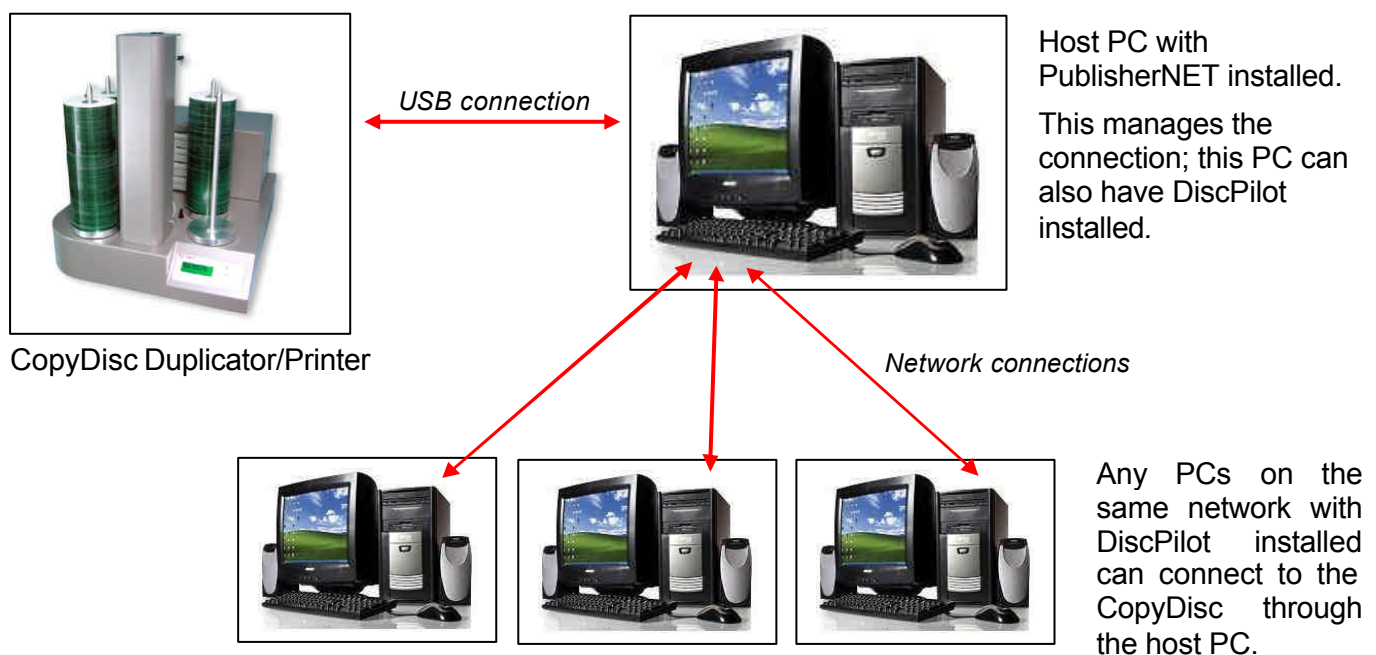 USB connection
Host PC with
PublisherNET installed.
This manages the
connection; this PC can
also have DiscPilot
installed.
CopyDisc Duplicator/Printer
Network connections
Any PCs on the
same network with
DiscPilot installed
can connect to the
CopyDisc through
the host PC.